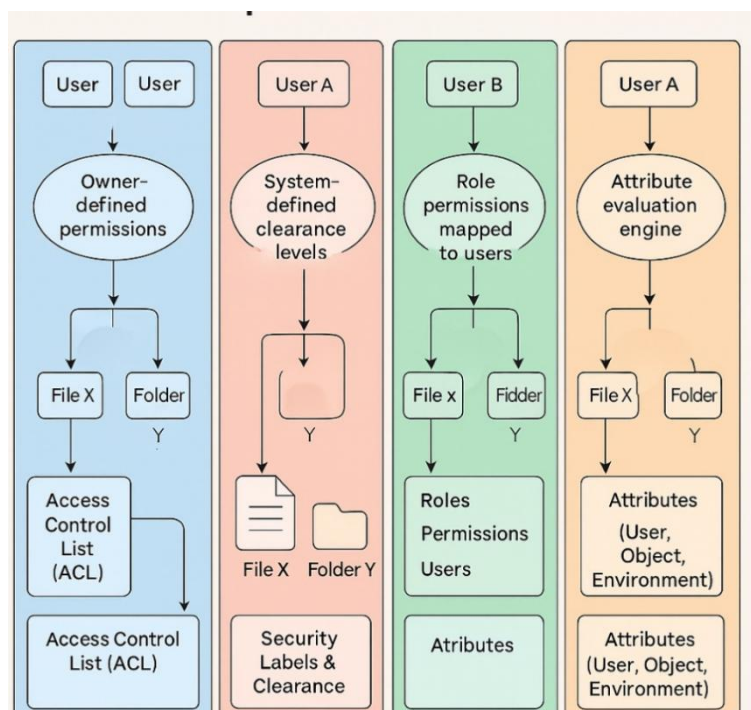 User
User
Owner-
defined
permissions
File X
Folder
Y
Access
Control
List
(ACL)
Access Control
List (ACL)
User A
System-
defined
clearance
levels
Y
File X
Folder Y
Security
Labels &
Clearance
User B
Role
permissions
mapped
to users
File x
Fidder
Y
Roles
Permissions
Users
Atributes
User A
Attribute
evaluation
engine
File X
Folder
Y
Attributes
(User,
Object,
Environment)
Attributes
(User, Object,
Environment)